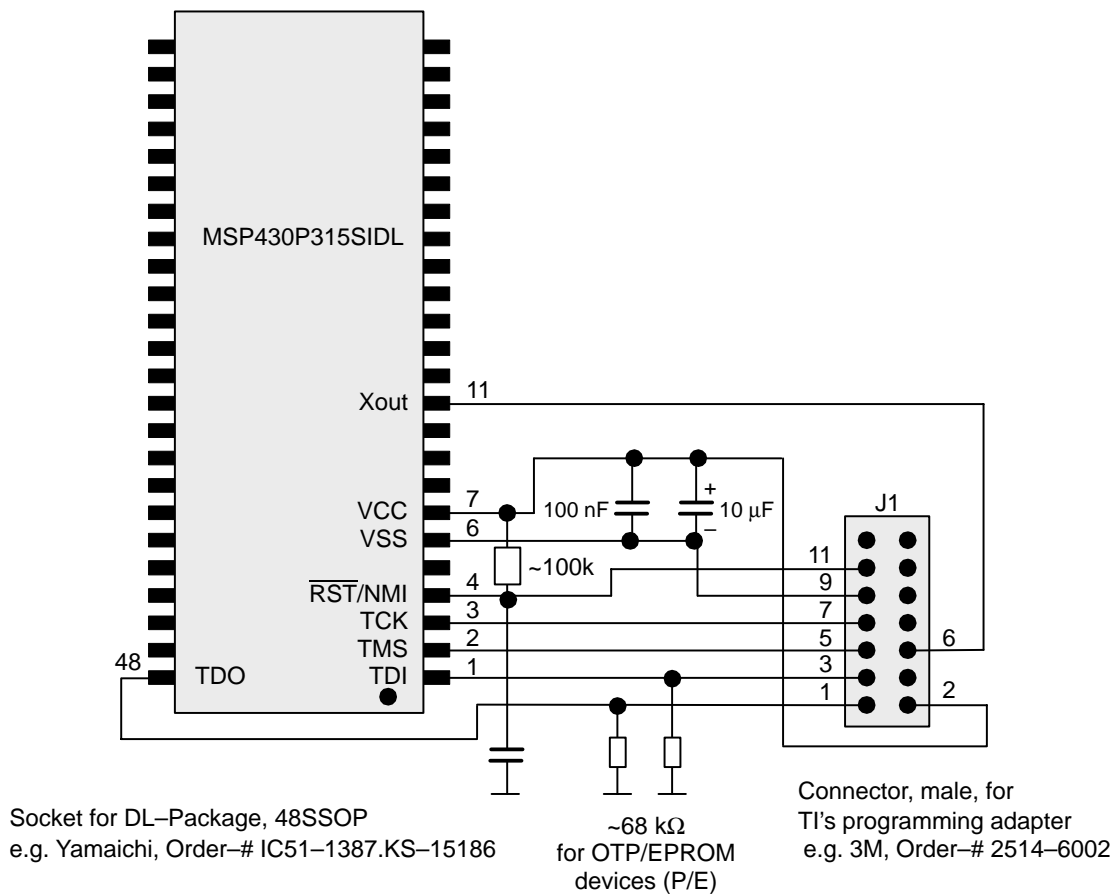 MSP430P315SIDL
Xout
11
VCC
7
100 nF
+
10 μF
–
J1
VSS
6
~100k
11
RST/NMI
4
9
TCK
3
7
TMS
2
5
6
48
TDO
TDI
1
3
1
2
Socket for DL–Package, 48SSOP
e.g. Yamaichi, Order–# IC51–1387.KS–15186
~68 kΩ
for OTP/EPROM
devices (P/E)
Connector, male, for
TI's programming adapter
e.g. 3M, Order–# 2514–6002